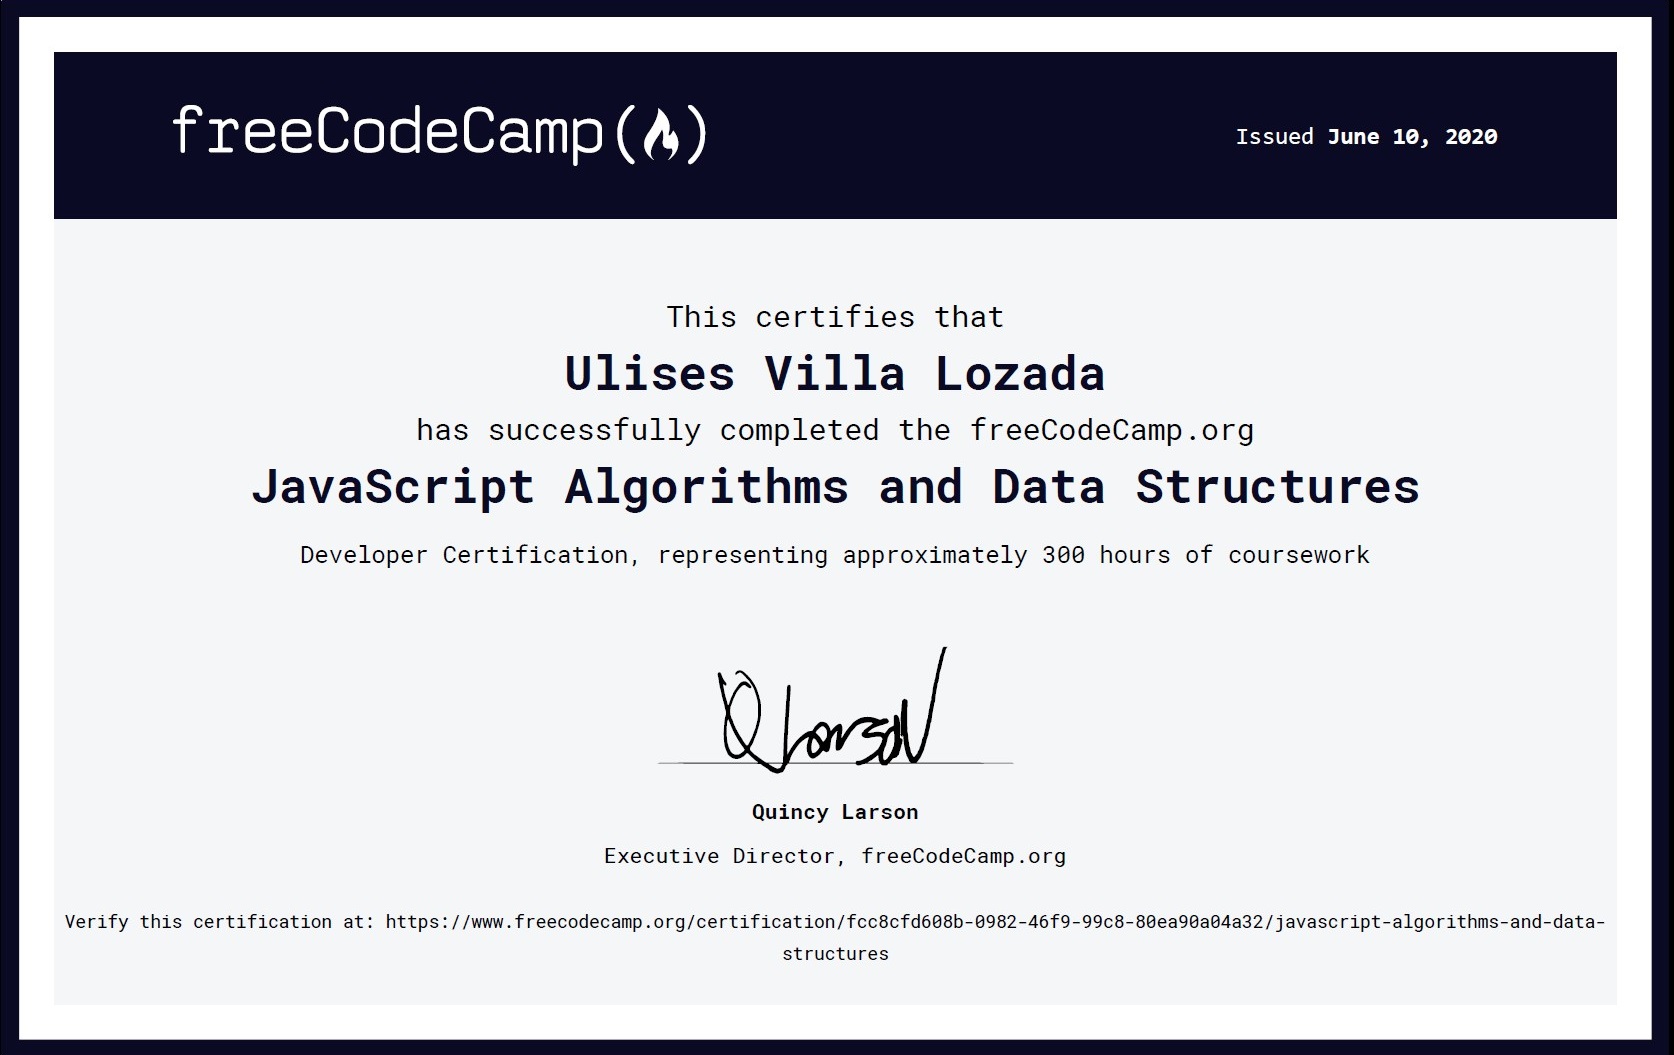 freeCodeCamp(🔥)
Issued June 10, 2020
This certifies that
Ulises Villa Lozada
has successfully completed the freeCodeCamp.org
JavaScript Algorithms and Data Structures
Developer Certification, representing approximately 300 hours of coursework
Q Larson
Quincy Larson
Executive Director, freeCodeCamp.org
Verify this certification at: https://www.freecodecamp.org/certification/fcc8cfd608b-0982-46f9-99c8-80ea90a04a32/javascript-algorithms-and-data-
structures